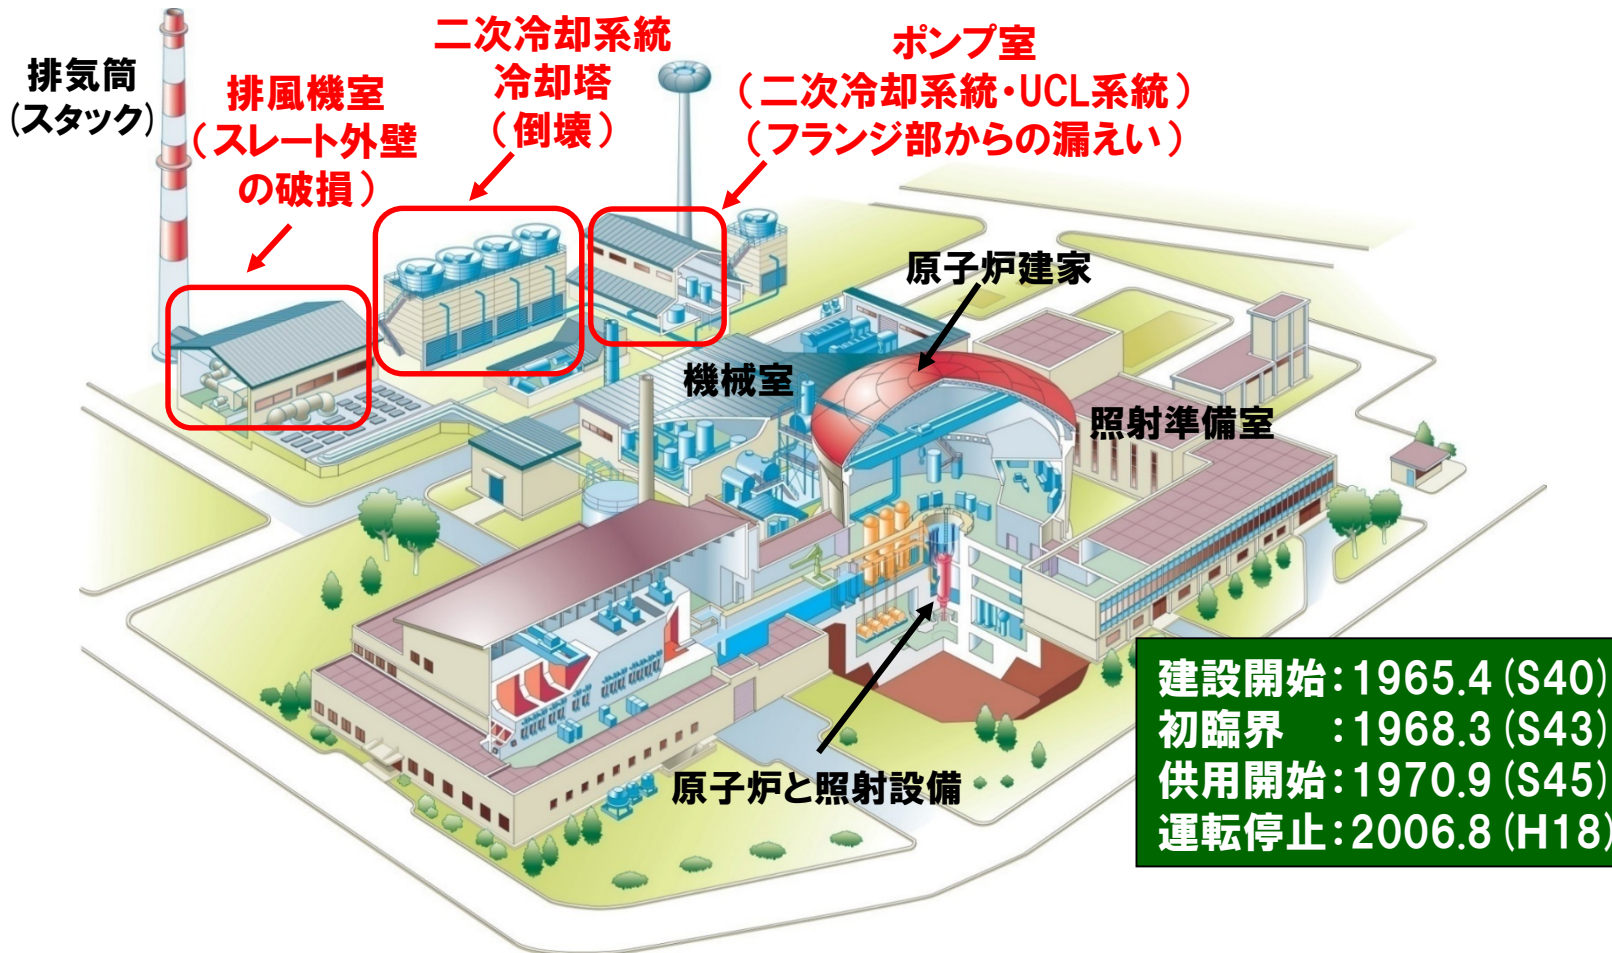 排気筒
(スタック)
排風機室
(スレート外壁
の破損)
二次冷却系統
冷却塔
(倒壊)
ポンプ室
(二次冷却系統・UCL系統)
(フランジ部からの漏えい)
原子炉建家
機械室
照射準備室
原子炉と照射設備
建設開始:1965.4(S40)
初臨界 :1968.3(S43)
供用開始:1970.9(S45)
運転停止:2006.8(H18)